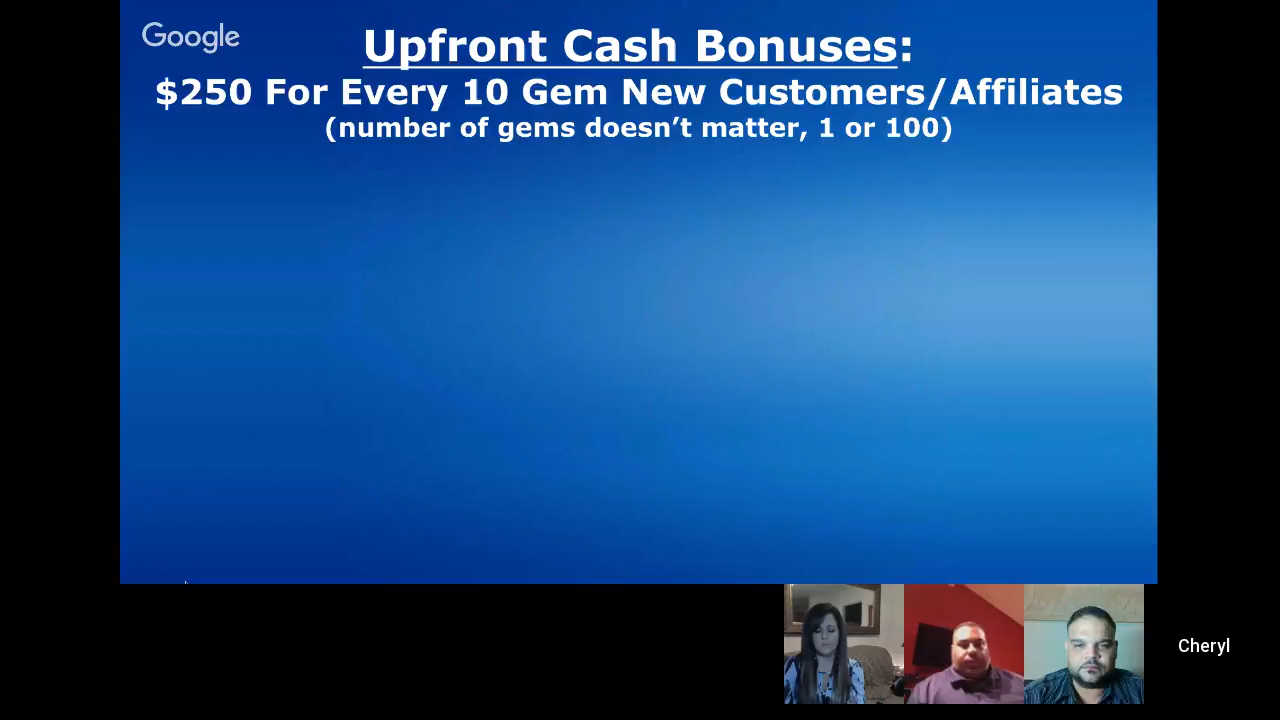 Google
Upfront Cash Bonuses:
$250 For Every 10 Gem New Customers/Affiliates
(number of gems doesn’t matter, 1 or 100)
Cheryl